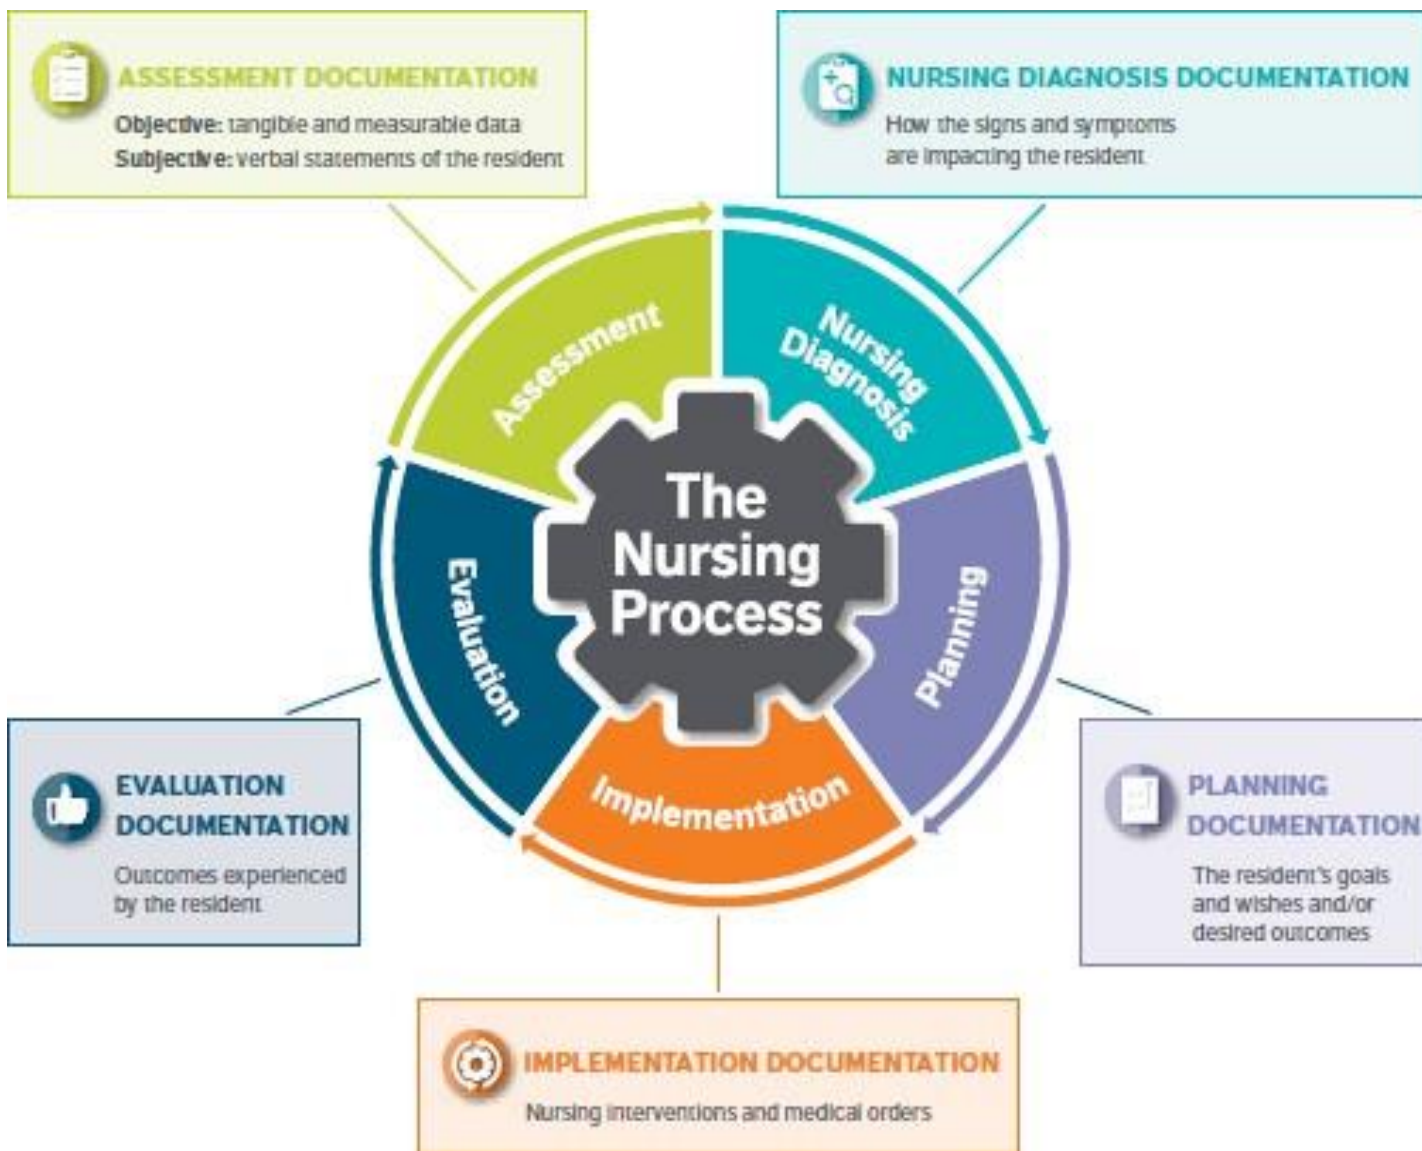 ASSESSMENT DOCUMENTATION
Objective: tangible and measurable data
Subjective: verbal statements of the resident
NURSING DIAGNOSIS DOCUMENTATION
How the signs and symptoms
are impacting the resident
Assessment
Nursing
Diagnosis
The
Nursing
Process
Evaluation
Planning
Implementation
EVALUATION
DOCUMENTATION
Outcomes experienced
by the resident
PLANNING
DOCUMENTATION
The resident's goals
and wishes and/or
desired outcomes
IMPLEMENTATION DOCUMENTATION
Nursing interventions and medical orders